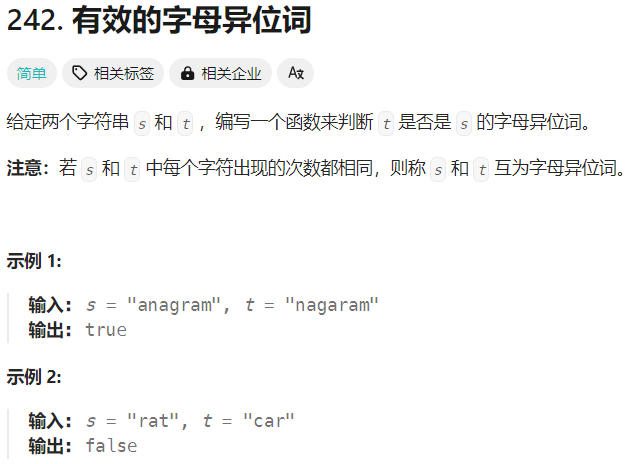 242. 有效的字母异位词
简单 相关标签 相关企业 Aあ
给定两个字符串 s 和 t ，编写一个函数来判断 t 是否是 s 的字母异位词。
注意：若 s 和 t 中每个字符出现的次数都相同，则称 s 和 t 互为字母异位词。
示例 1:
输入: s = "anagram", t = "nagaram"
输出: true
示例 2:
输入: s = "rat", t = "car"
输出: false